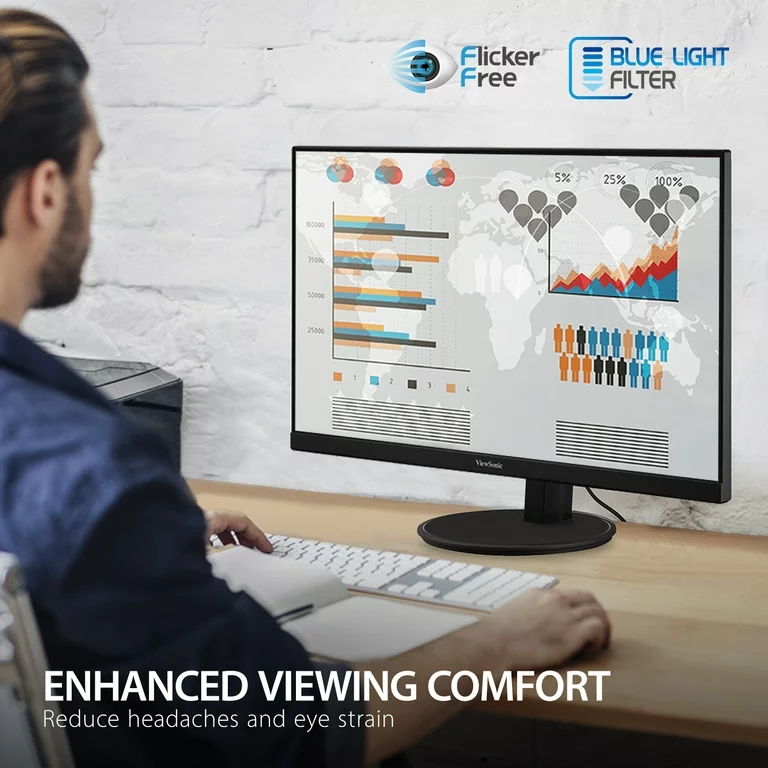 Flicker
Free
BLUE LIGHT
FILTER
5%
25%
100%
100000
75000
50000
25000
1
2
3
4
ViewSonic
ENHANCED VIEWING COMFORT
Reduce headaches and eye strain